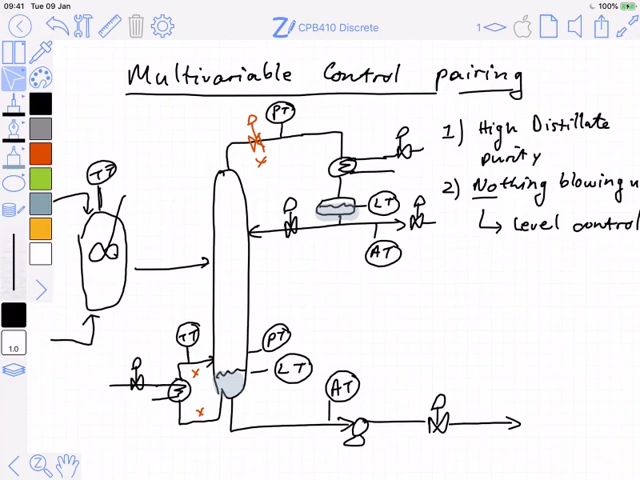 09:41 Tue 09 Jan
100%
CPB410 Discrete
1
Multivariable Control pairing
PT
1) High Distillate
purity
TT
2) Nothing blowing u
LT
↳ Level control
AT
TT
PT
LT
x
AT
x
x
1.0